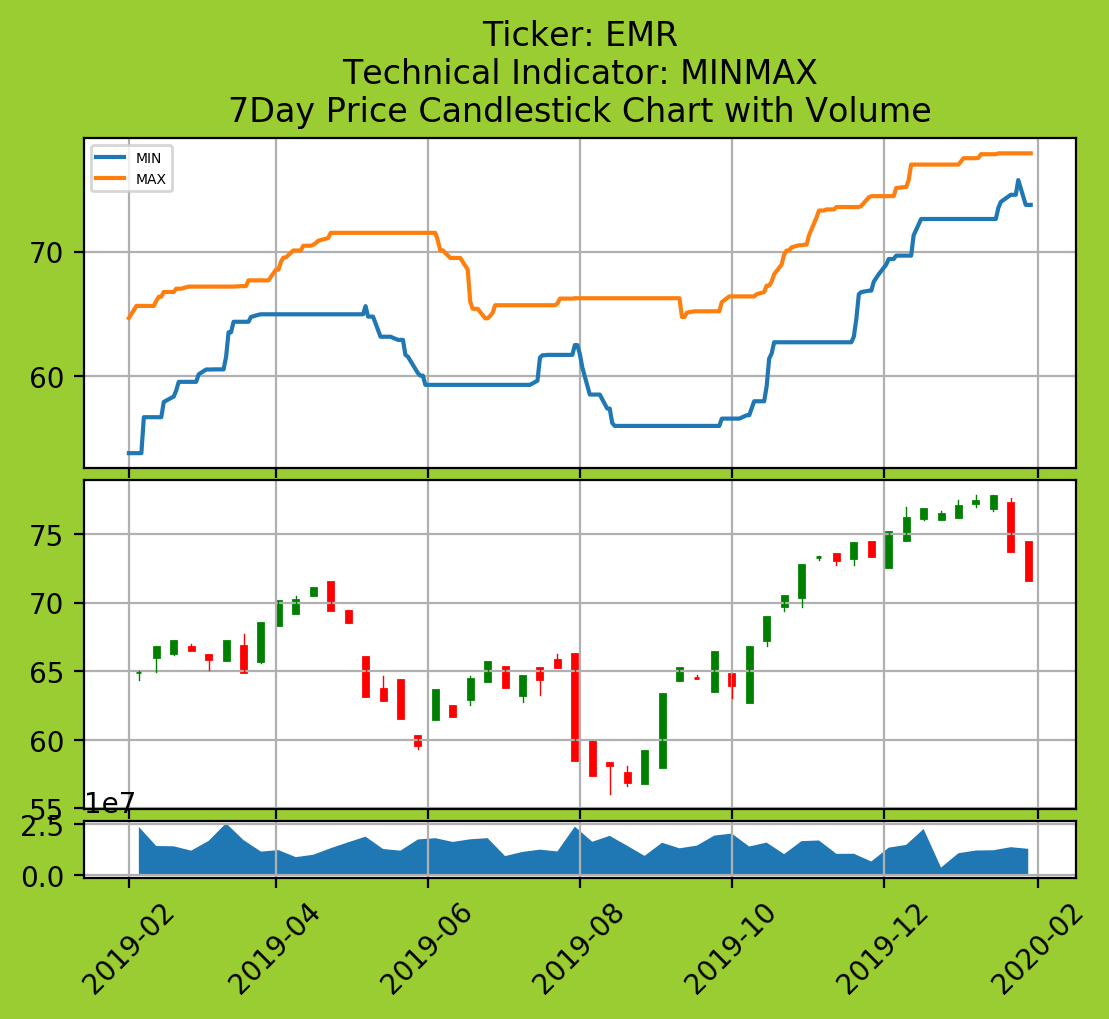 Ticker: EMR
Technical Indicator: MINMAX
7Day Price Candlestick Chart with Volume
MIN
MAX
70
60
75
70
65
60
55
1e7
2.5
0.0
2019-02
2019-04
2019-06
2019-08
2019-10
2019-12
2020-02